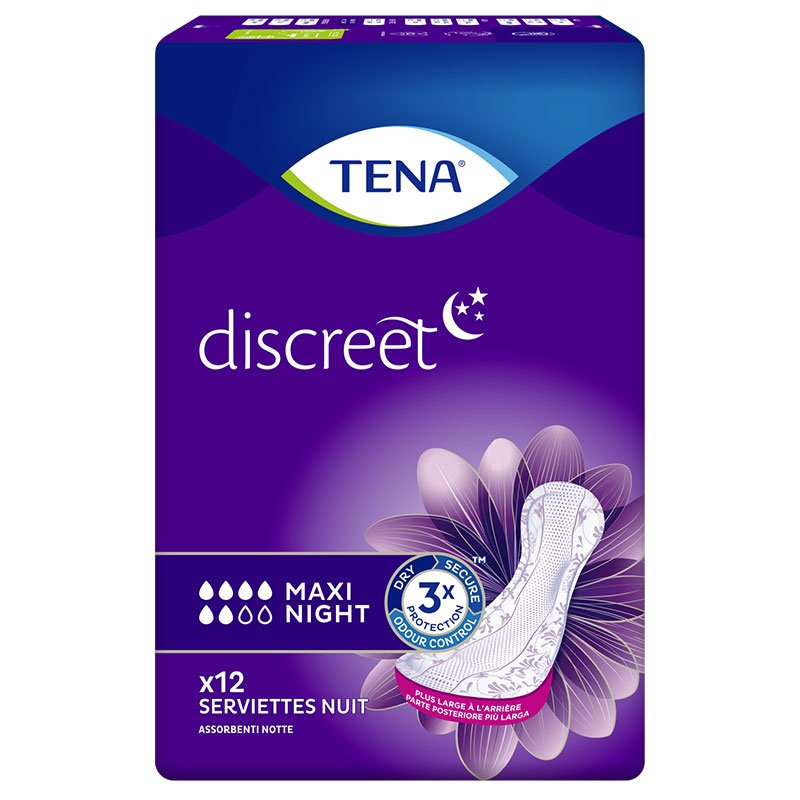 TENA®
discreet
MAXI
NIGHT
DRY SECURE™
3x
PROTECTION
ODOUR CONTROL
x12
SERVIETTES NUIT
ASSORBENTI NOTTE
PLUS LARGE À L'ARRIÈRE
PARTE POSTERIORE PIÙ LARGA